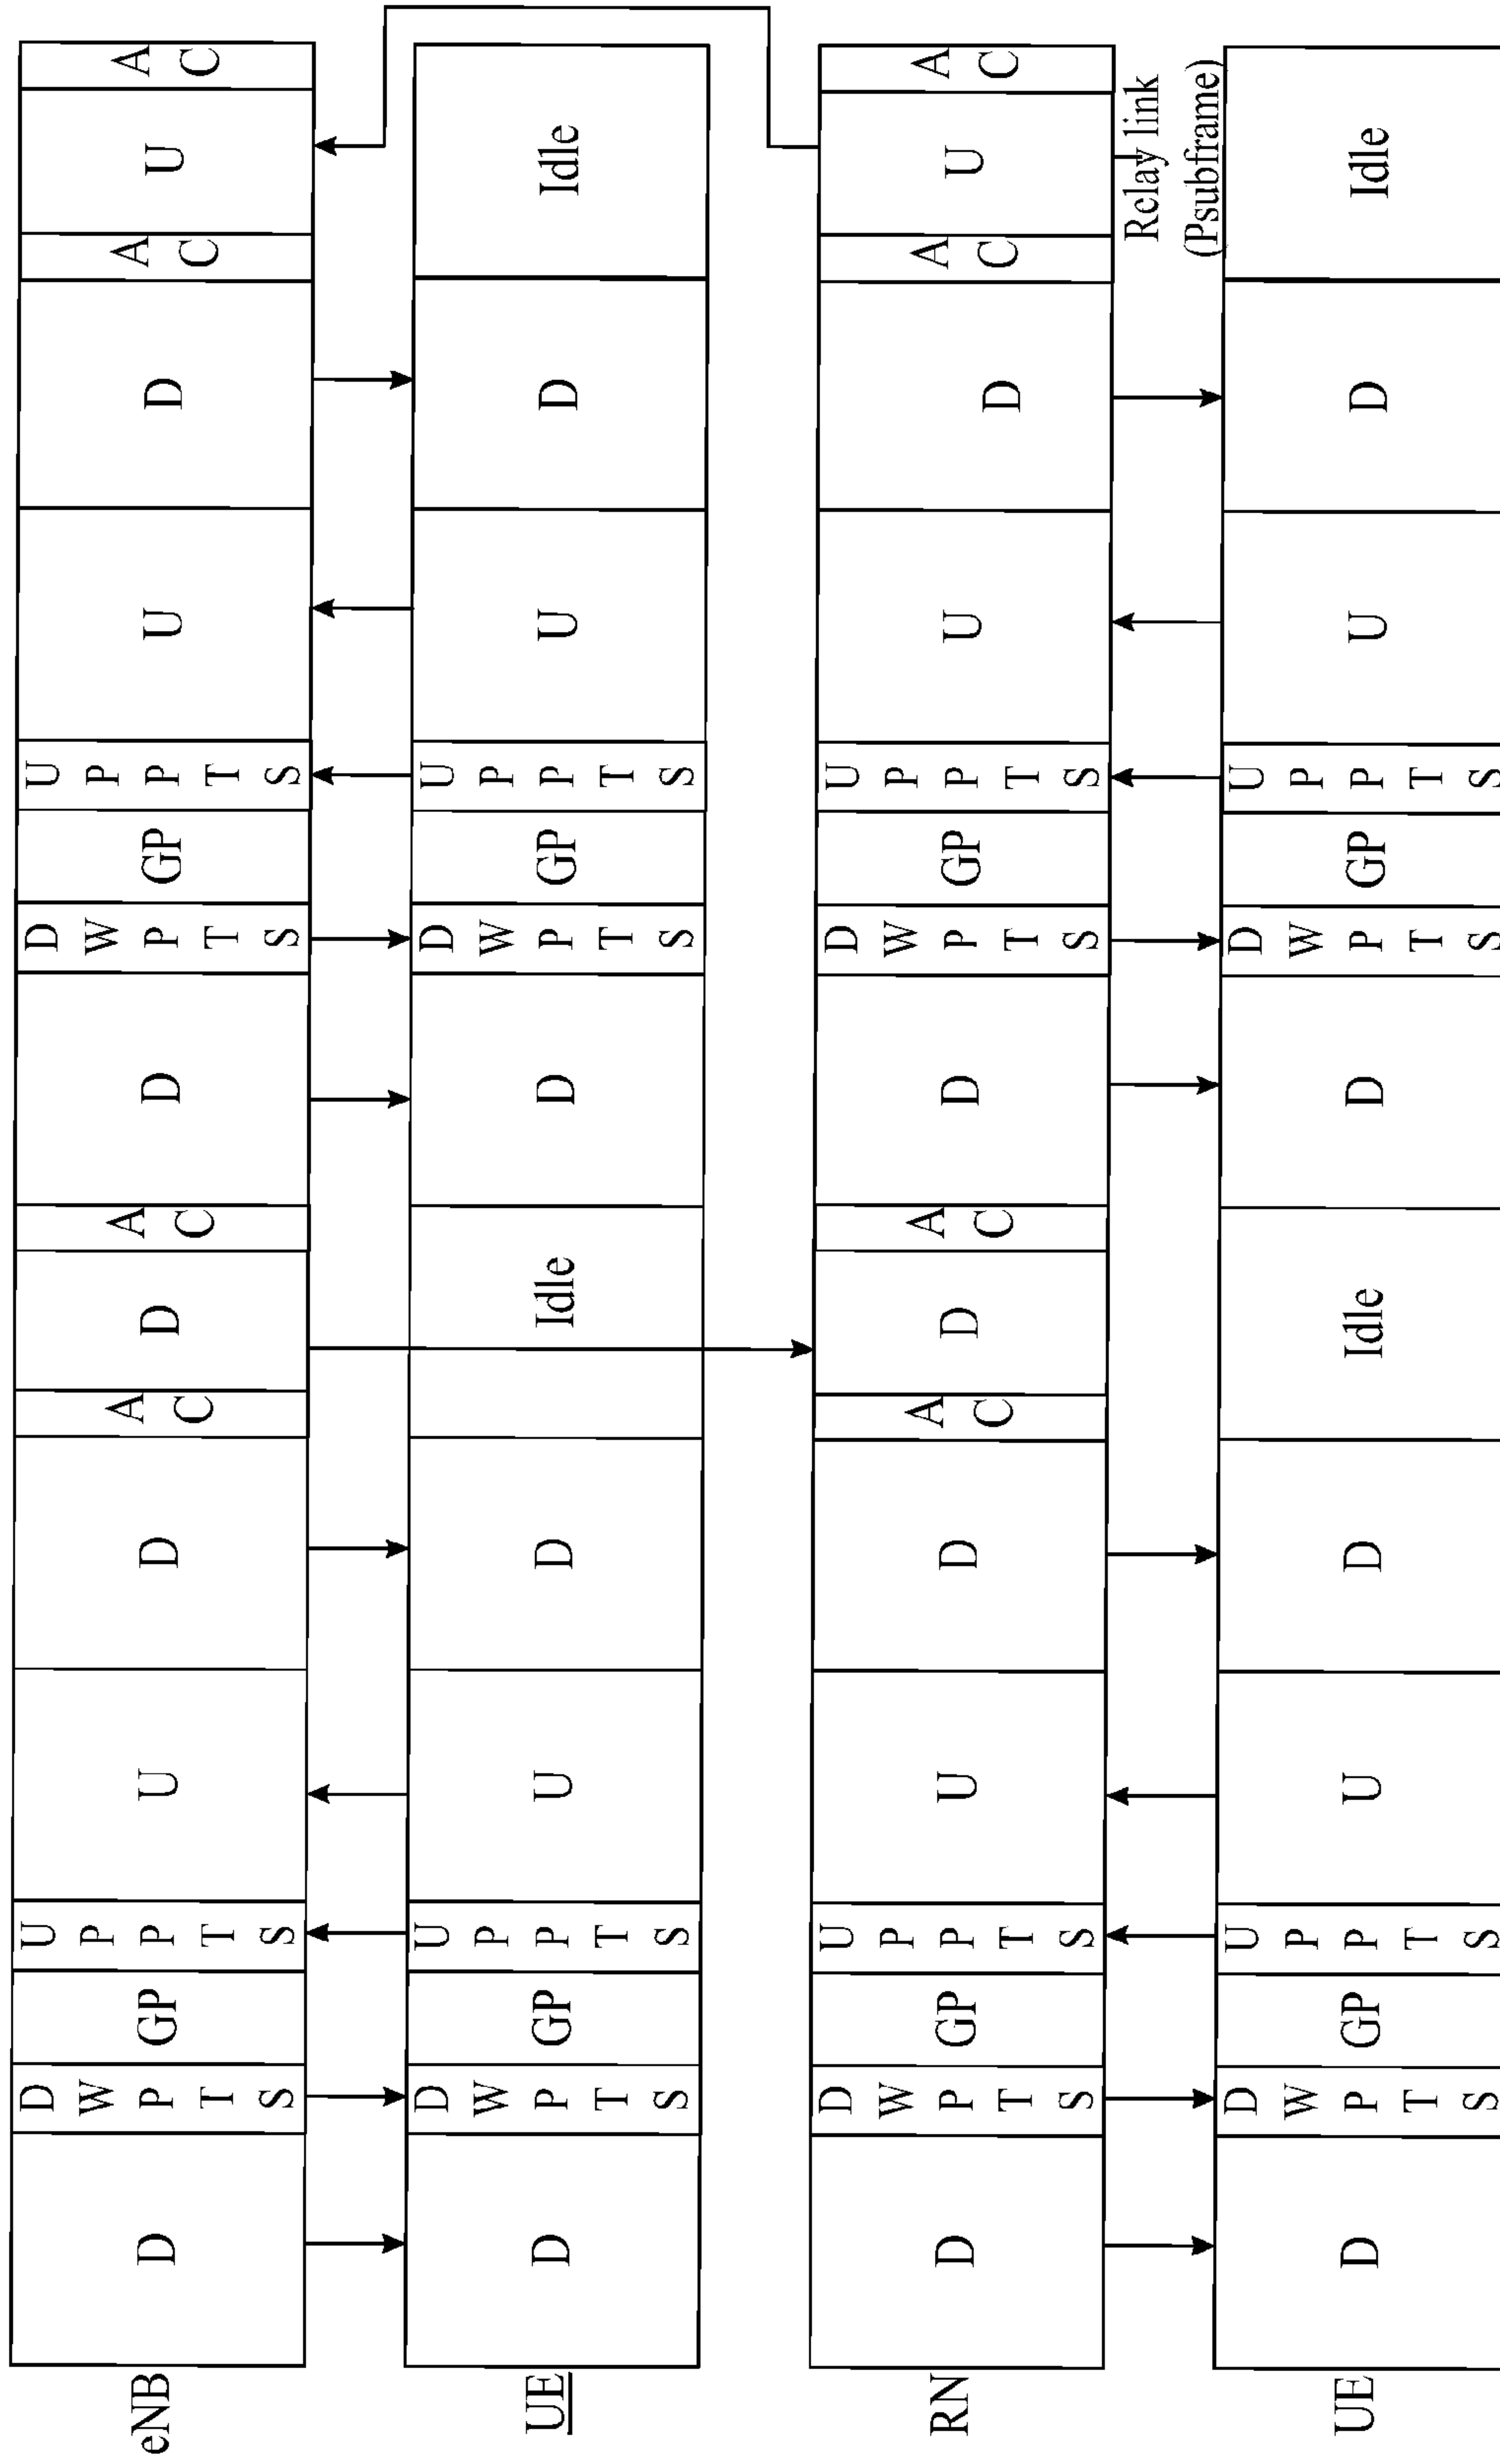 eNB D DWPTS GP UPPTS U D AC D AC D DWPTS GP UPPTS U D AC U AC
UE D DWPTS GP UPPTS U D Idle D DWPTS GP UPPTS U D Idle
RN D DWPTS GP UPPTS U D AC D AC D DWPTS GP UPPTS U D AC U AC
Relay link
(Psubframe)
UE D DWPTS GP UPPTS U D Idle D DWPTS GP UPPTS U D Idle